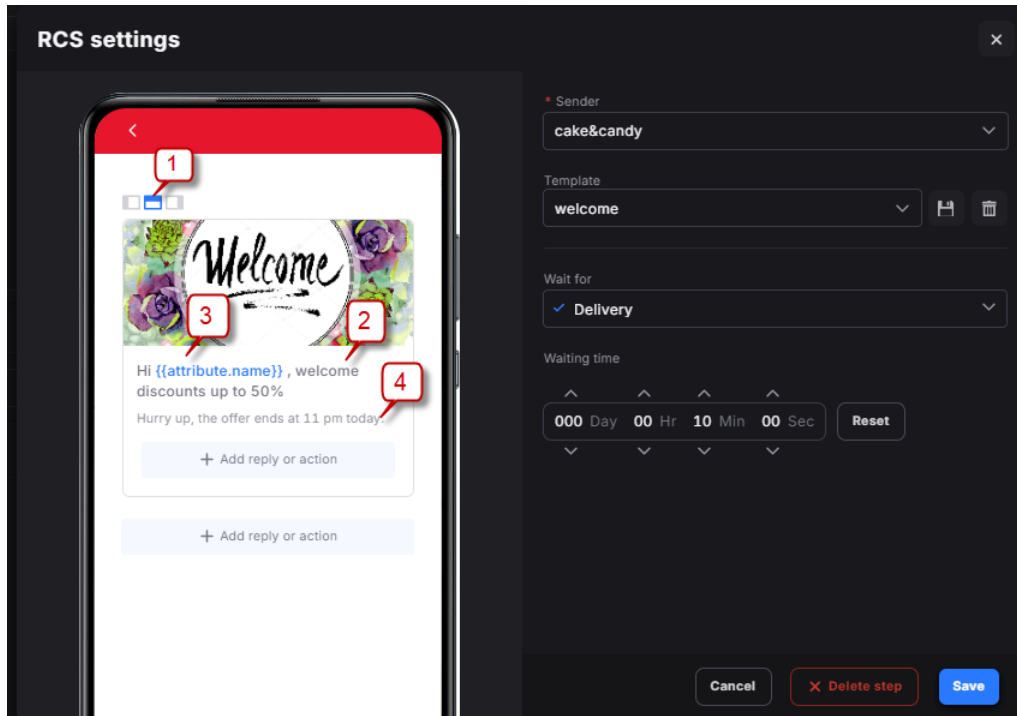 RCS settings
1
Welcome
3
2
Hi {{attribute.name}} , welcome
discounts up to 50%
4
Hurry up, the offer ends at 11 pm today.
+ Add reply or action
+ Add reply or action
* Sender
cake&candy
Template
welcome
Wait for
Delivery
Waiting time
000 Day 00 Hr 10 Min 00 Sec
Reset
Cancel
Delete step
Save